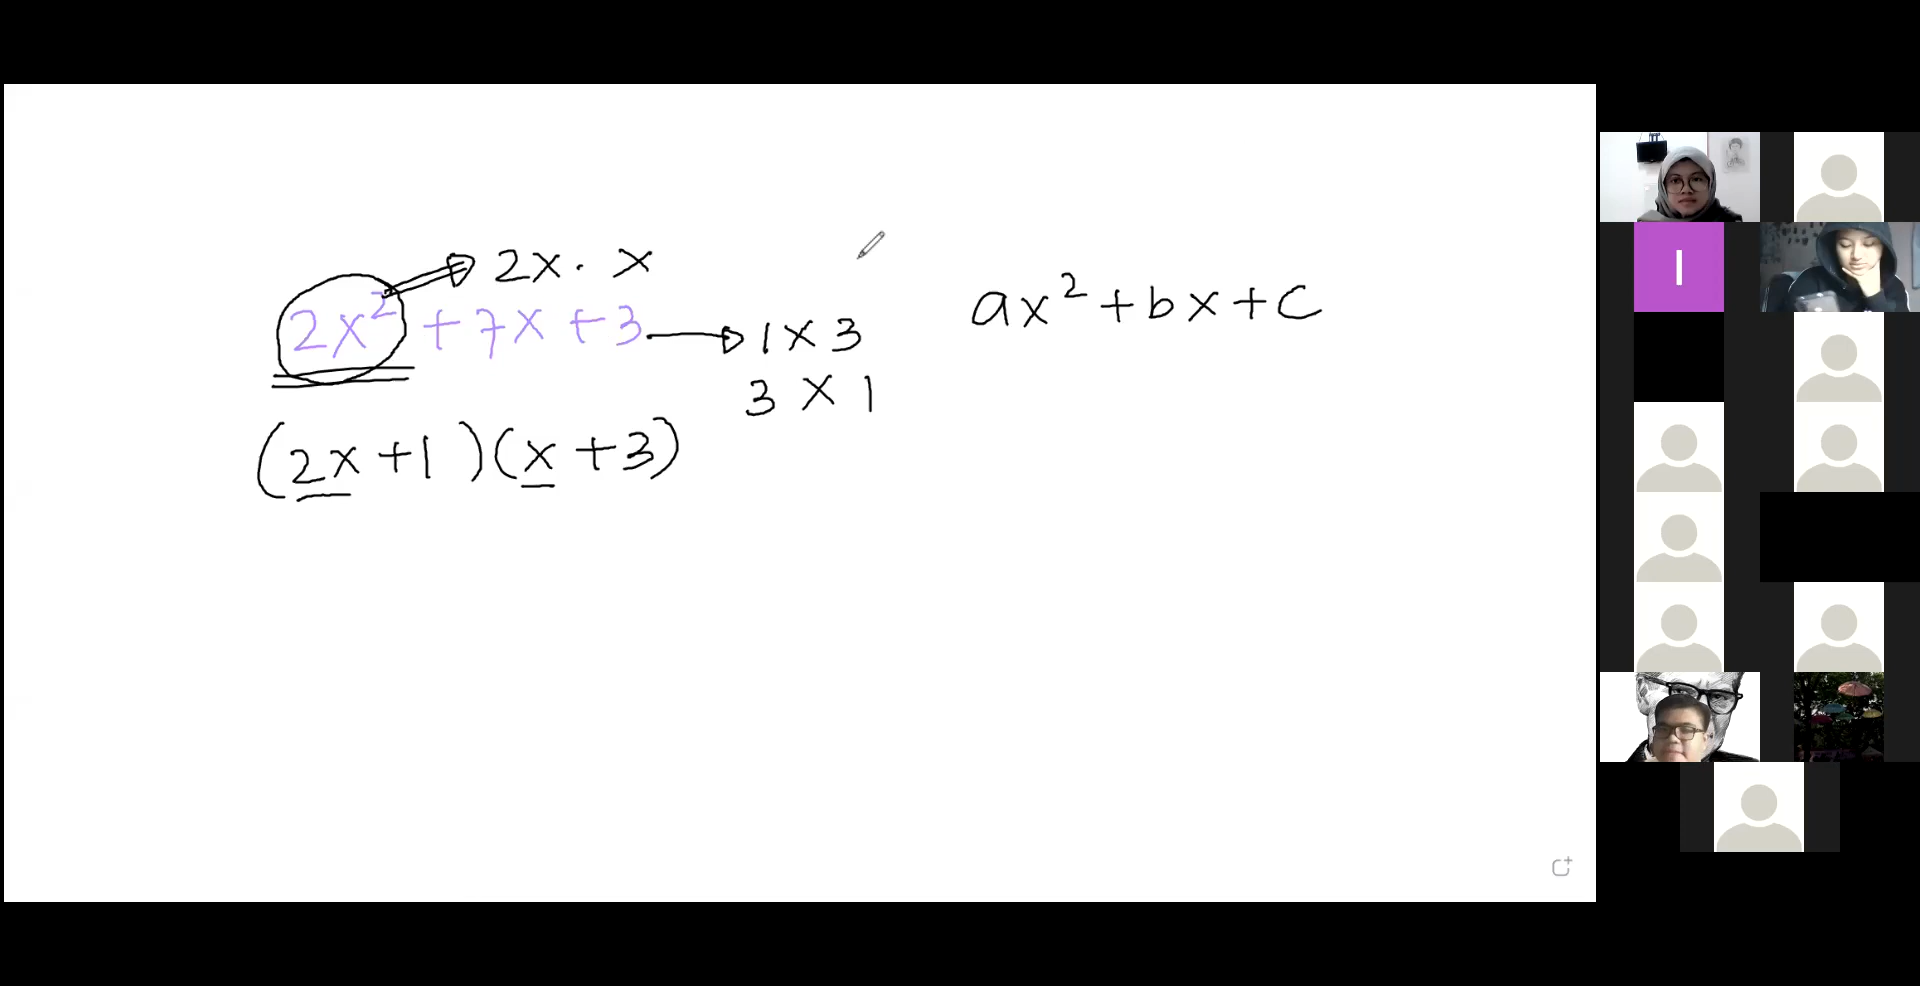 2x · x
2x² + 7x + 3 → 1 x 3
3 x 1
(2x + 1)(x + 3)
ax² + bx + c
I